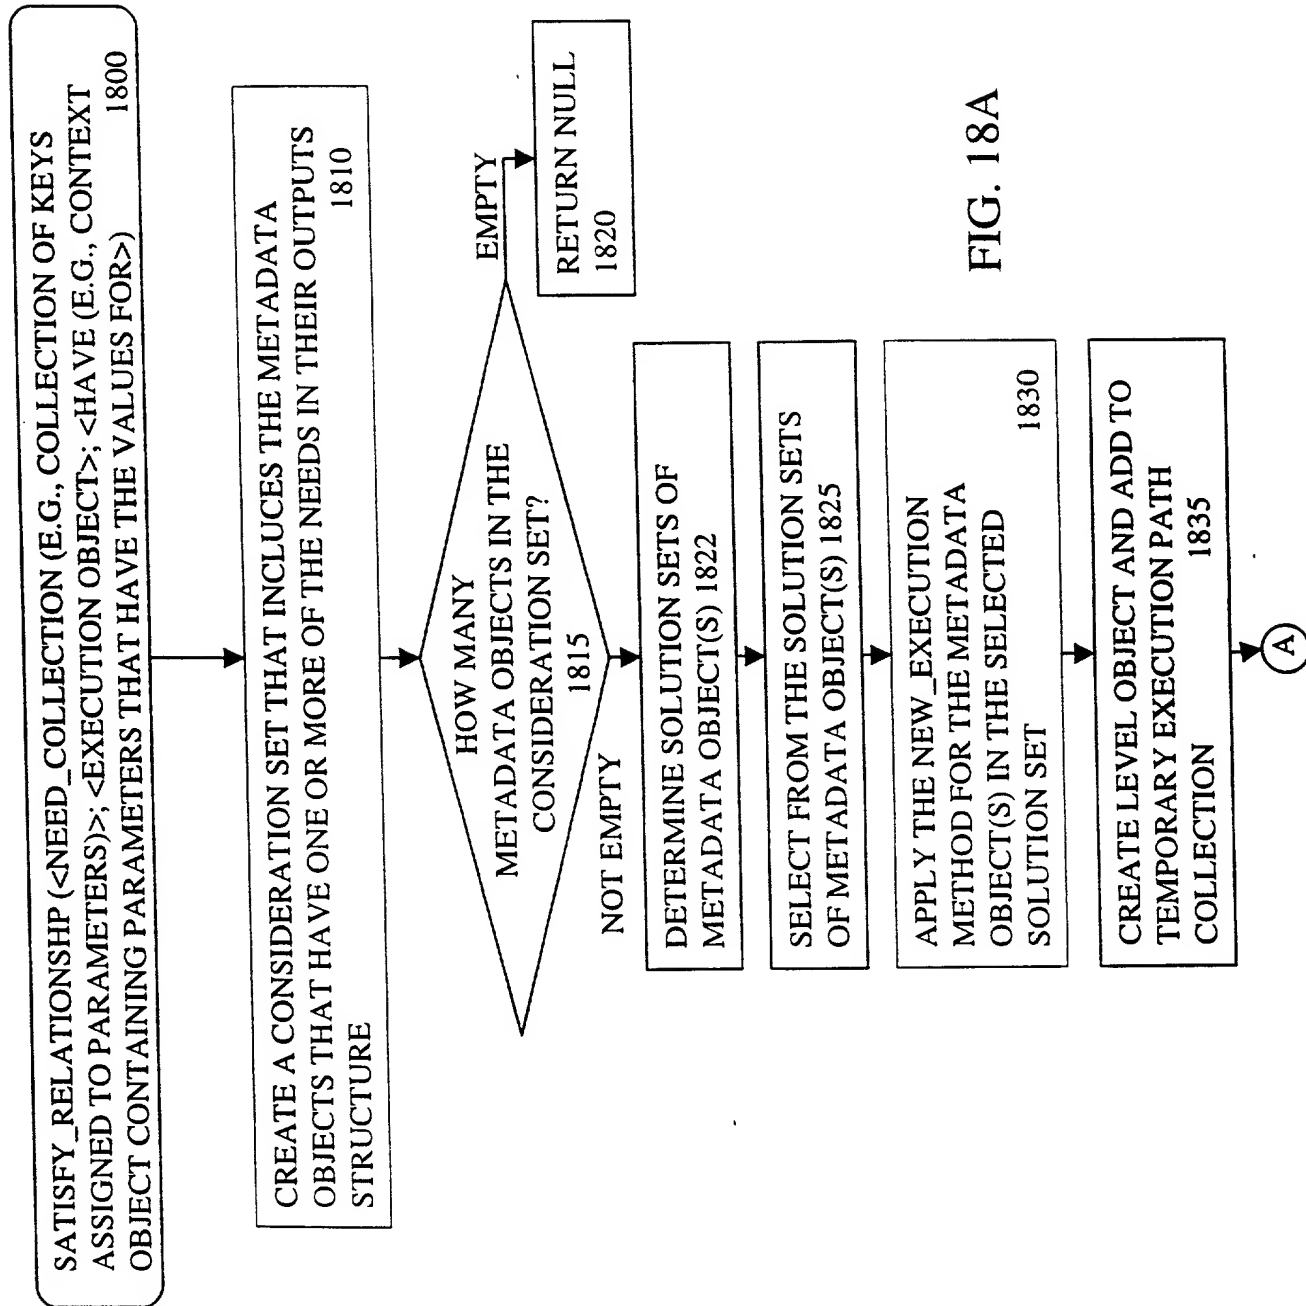 SATISFY_RELATIONSHP (<NEED_COLLECTION (E.G., COLLECTION OF KEYS
ASSIGNED TO PARAMETERS)>; <EXECUTION OBJECT>; <HAVE (E.G., CONTEXT
OBJECT CONTAINING PARAMETERS THAT HAVE THE VALUES FOR>)
1800
CREATE A CONSIDERATION SET THAT INCLUCES THE METADATA
OBJECTS THAT HAVE ONE OR MORE OF THE NEEDS IN THEIR OUTPUTS
STRUCTURE
1810
HOW MANY
METADATA OBJECTS IN THE
CONSIDERATION SET?
1815
EMPTY
RETURN NULL
1820
NOT EMPTY
DETERMINE SOLUTION SETS OF
METADATA OBJECT(S) 1822
SELECT FROM THE SOLUTION SETS
OF METADATA OBJECT(S) 1825
APPLY THE NEW_EXECUTION
METHOD FOR THE METADATA
OBJECT(S) IN THE SELECTED
SOLUTION SET
1830
CREATE LEVEL OBJECT AND ADD TO
TEMPORARY EXECUTION PATH
COLLECTION
1835
A
FIG. 18A